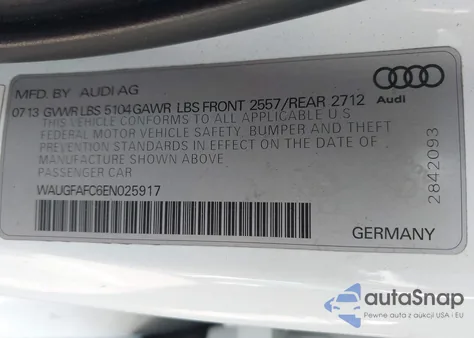 MFD. BY AUDI AG
0713 GVWR LBS 5104 GAWR LBS FRONT 2557/REAR 2712
THIS VEHICLE CONFORMS TO ALL APPLICABLE U S
FEDERAL MOTOR VEHICLE SAFETY, BUMPER AND THEFT
PREVENTION STANDARDS IN EFFECT ON THE DATE OF
MANUFACTURE SHOWN ABOVE.
PASSENGER CAR
WAUGFAFC6EN025917
Audi
2842093
GERMANY
autoSnap
Pewne auta z aukcji USA i EU